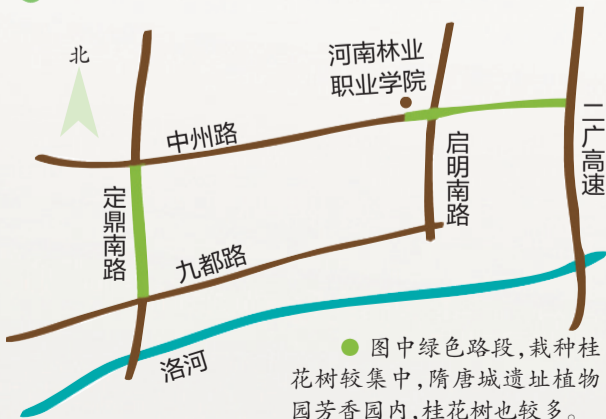 北
河南林业
职业学院
中州路
启明南路
二广高速
定鼎南路
九都路
洛河
图中绿色路段,栽种桂
花树较集中,隋唐城遗址植物
园芳香园内,桂花树也较多。